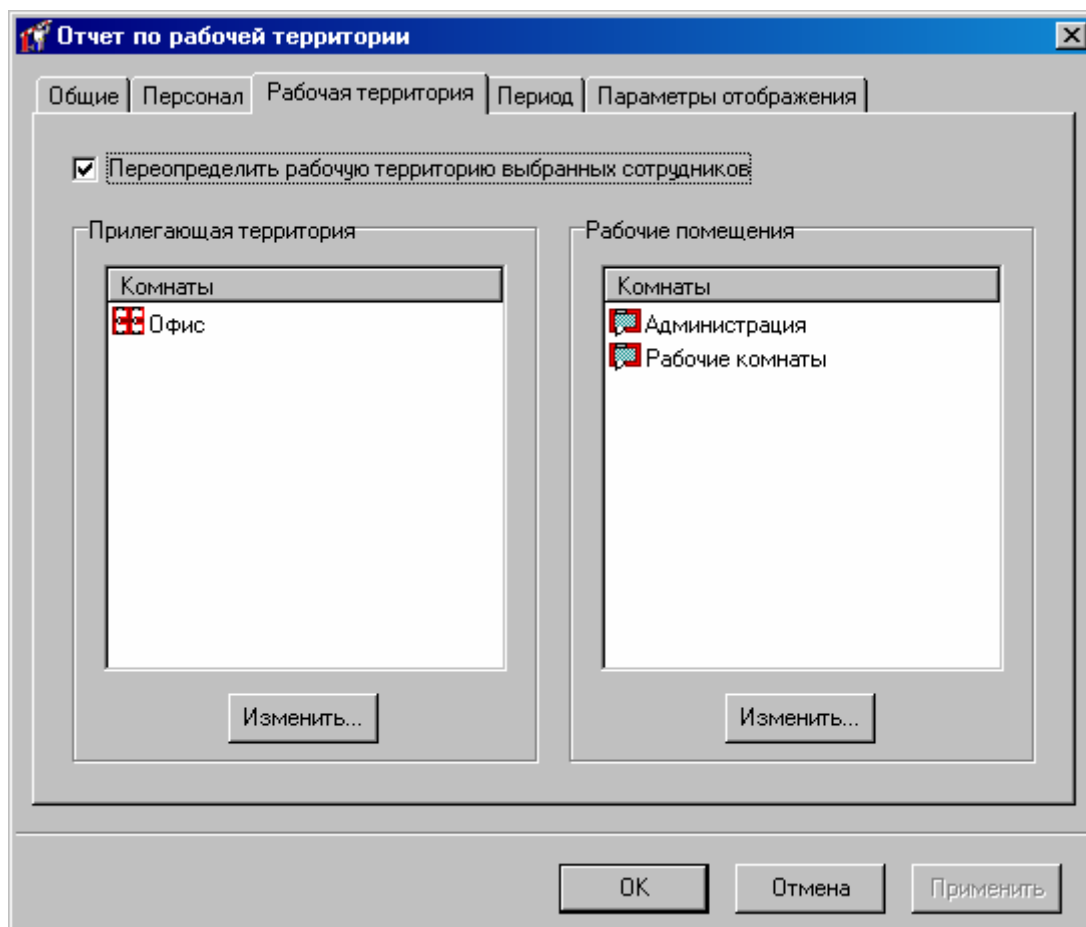 Отчет по рабочей территории
Общие Персонал Рабочая территория Период Параметры отображения
Переопределить рабочую территорию выбранных сотрудников
Прилегающая территория
Комнаты
Офис
Изменить...
Рабочие помещения
Комнаты
Администрация
Рабочие комнаты
Изменить...
OK Отмена Применить